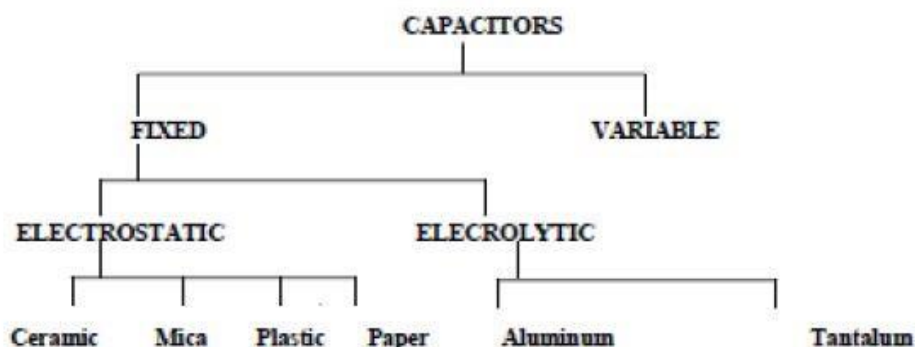 CAPACITORS
FIXED VARIABLE
ELECTROSTATIC ELECROLYTIC
Ceramic Mica Plastic Paper Aluminum Tantalum